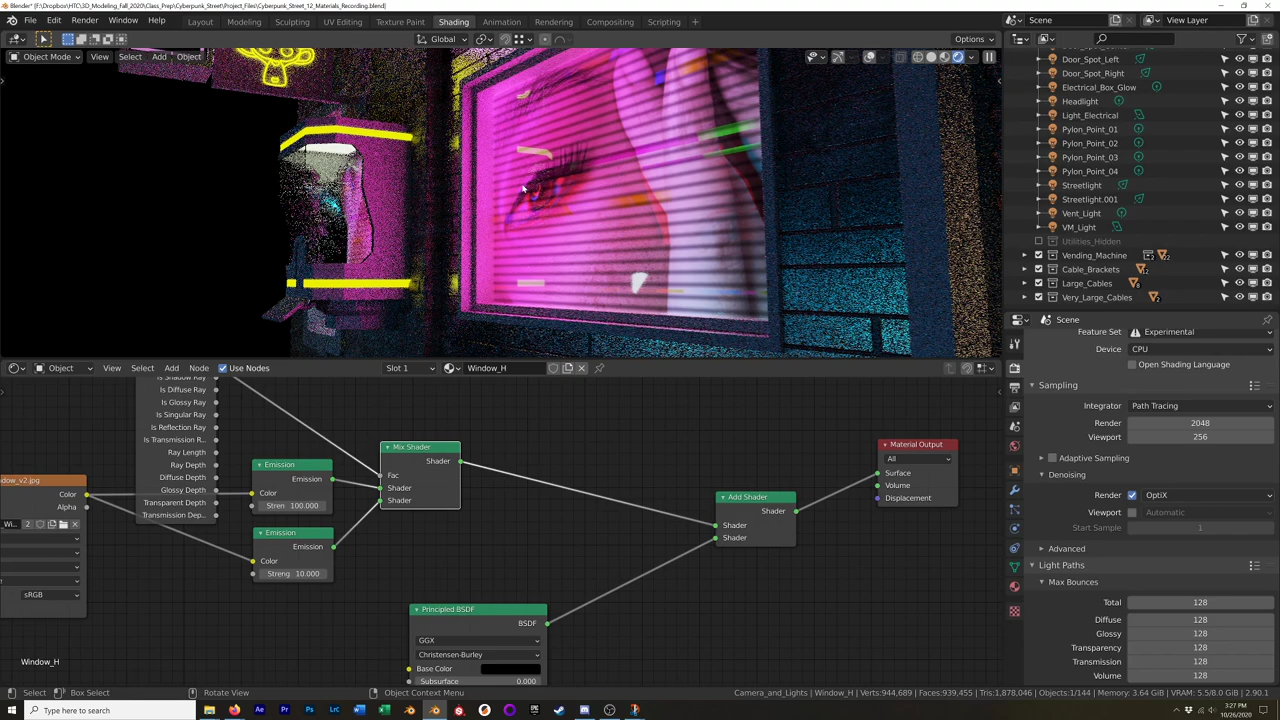 Blender* [F:\Dropbox\HTC\3D_Modeling_Fall_2020\Class_Prep\Cyberpunk_Street\Project_Files\Cyberpunk_Street_12_Materials_Recording.blend]
File Edit Render Window Help Layout Modeling Sculpting UV Editing Texture Paint Shading Animation Rendering Compositing Scripting Scene View Layer
Global Options
Object Mode View Select Add Object
Door_Spot_Left
Door_Spot_Right
Electrical_Box_Glow
Headlight
Light_Electrical
Pylon_Point_01
Pylon_Point_02
Pylon_Point_03
Pylon_Point_04
Streetlight
Streetlight.001
Vent_Light
VM_Light
Utilities_Hidden
Vending_Machine
Cable_Brackets
Large_Cables
Very_Large_Cables
Scene
Feature Set Experimental
Device CPU
Open Shading Language
Sampling
Integrator Path Tracing
Render 2048
Viewport 256
Adaptive Sampling
Denoising
Render OptiX
Viewport Automatic
Start Sample 1
Advanced
Light Paths
Max Bounces
Total 128
Diffuse 128
Glossy 128
Transparency 128
Transmission 128
Volume 128
Object View Select Add Node Use Nodes Slot 1 Window_H
Is Shadow Ray
Is Diffuse Ray
Is Glossy Ray
Is Singular Ray
Is Reflection Ray
Is Transmission R...
Ray Length
Ray Depth
Diffuse Depth
Glossy Depth
Transparent Depth
Transmission Dep...
ndow_v2.jpg
Color
Alpha
Wi... 2
sRGB
Emission
Emission
Color
Stren 100.000
Emission
Emission
Color
Streng 10.000
Mix Shader
Shader
Fac
Shader
Shader
Principled BSDF
BSDF
GGX
Christensen-Burley
Base Color
Subsurface 0.000
Add Shader
Shader
Shader
Shader
Material Output
All
Surface
Volume
Displacement
Window_H
Select Box Select Rotate View Object Context Menu Camera_and_Lights | Window_H | Verts:944,689 | Faces:939,455 | Tris:1,878,046 | Objects:1/144 | Memory: 3.64 GiB | VRAM: 5.5/8.0 GiB | 2.90.1
Type here to search
3:27 PM
10/26/2020